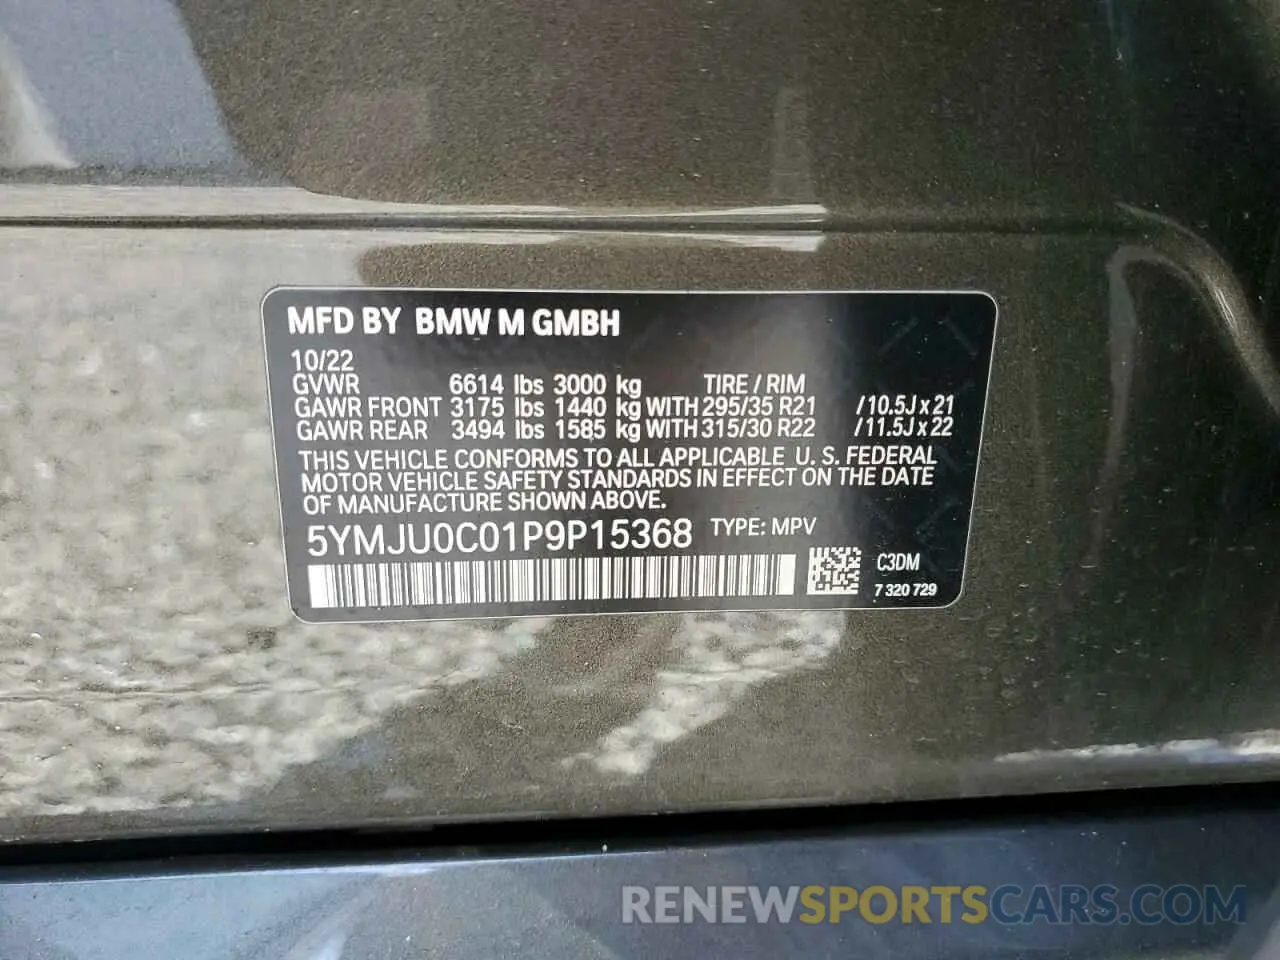 MFD BY BMW M GMBH
10/22
GVWR 6614 lbs 3000 kg TIRE / RIM
GAWR FRONT 3175 lbs 1440 kg WITH 295/35 R21 /10.5J x 21
GAWR REAR 3494 lbs 1585 kg WITH 315/30 R22 /11.5J x 22
THIS VEHICLE CONFORMS TO ALL APPLICABLE U. S. FEDERAL
MOTOR VEHICLE SAFETY STANDARDS IN EFFECT ON THE DATE
OF MANUFACTURE SHOWN ABOVE.
5YMJU0C01P9P15368 TYPE: MPV
C3DM
7 320 729
RENEWSPORTSCARS.COM